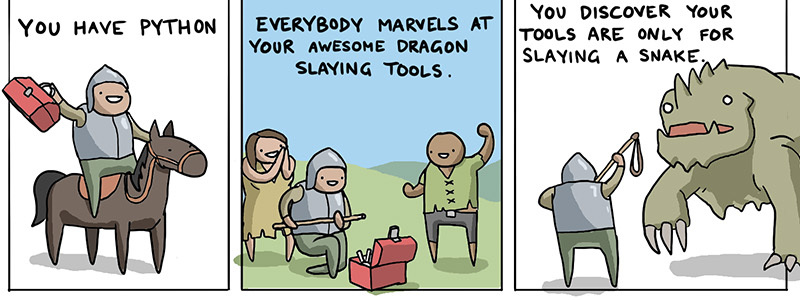 YOU HAVE PYTHON
EVERYBODY MARVELS AT
YOUR AWESOME DRAGON
SLAYING TOOLS.
YOU DISCOVER YOUR
TOOLS ARE ONLY FOR
SLAYING A SNAKE.